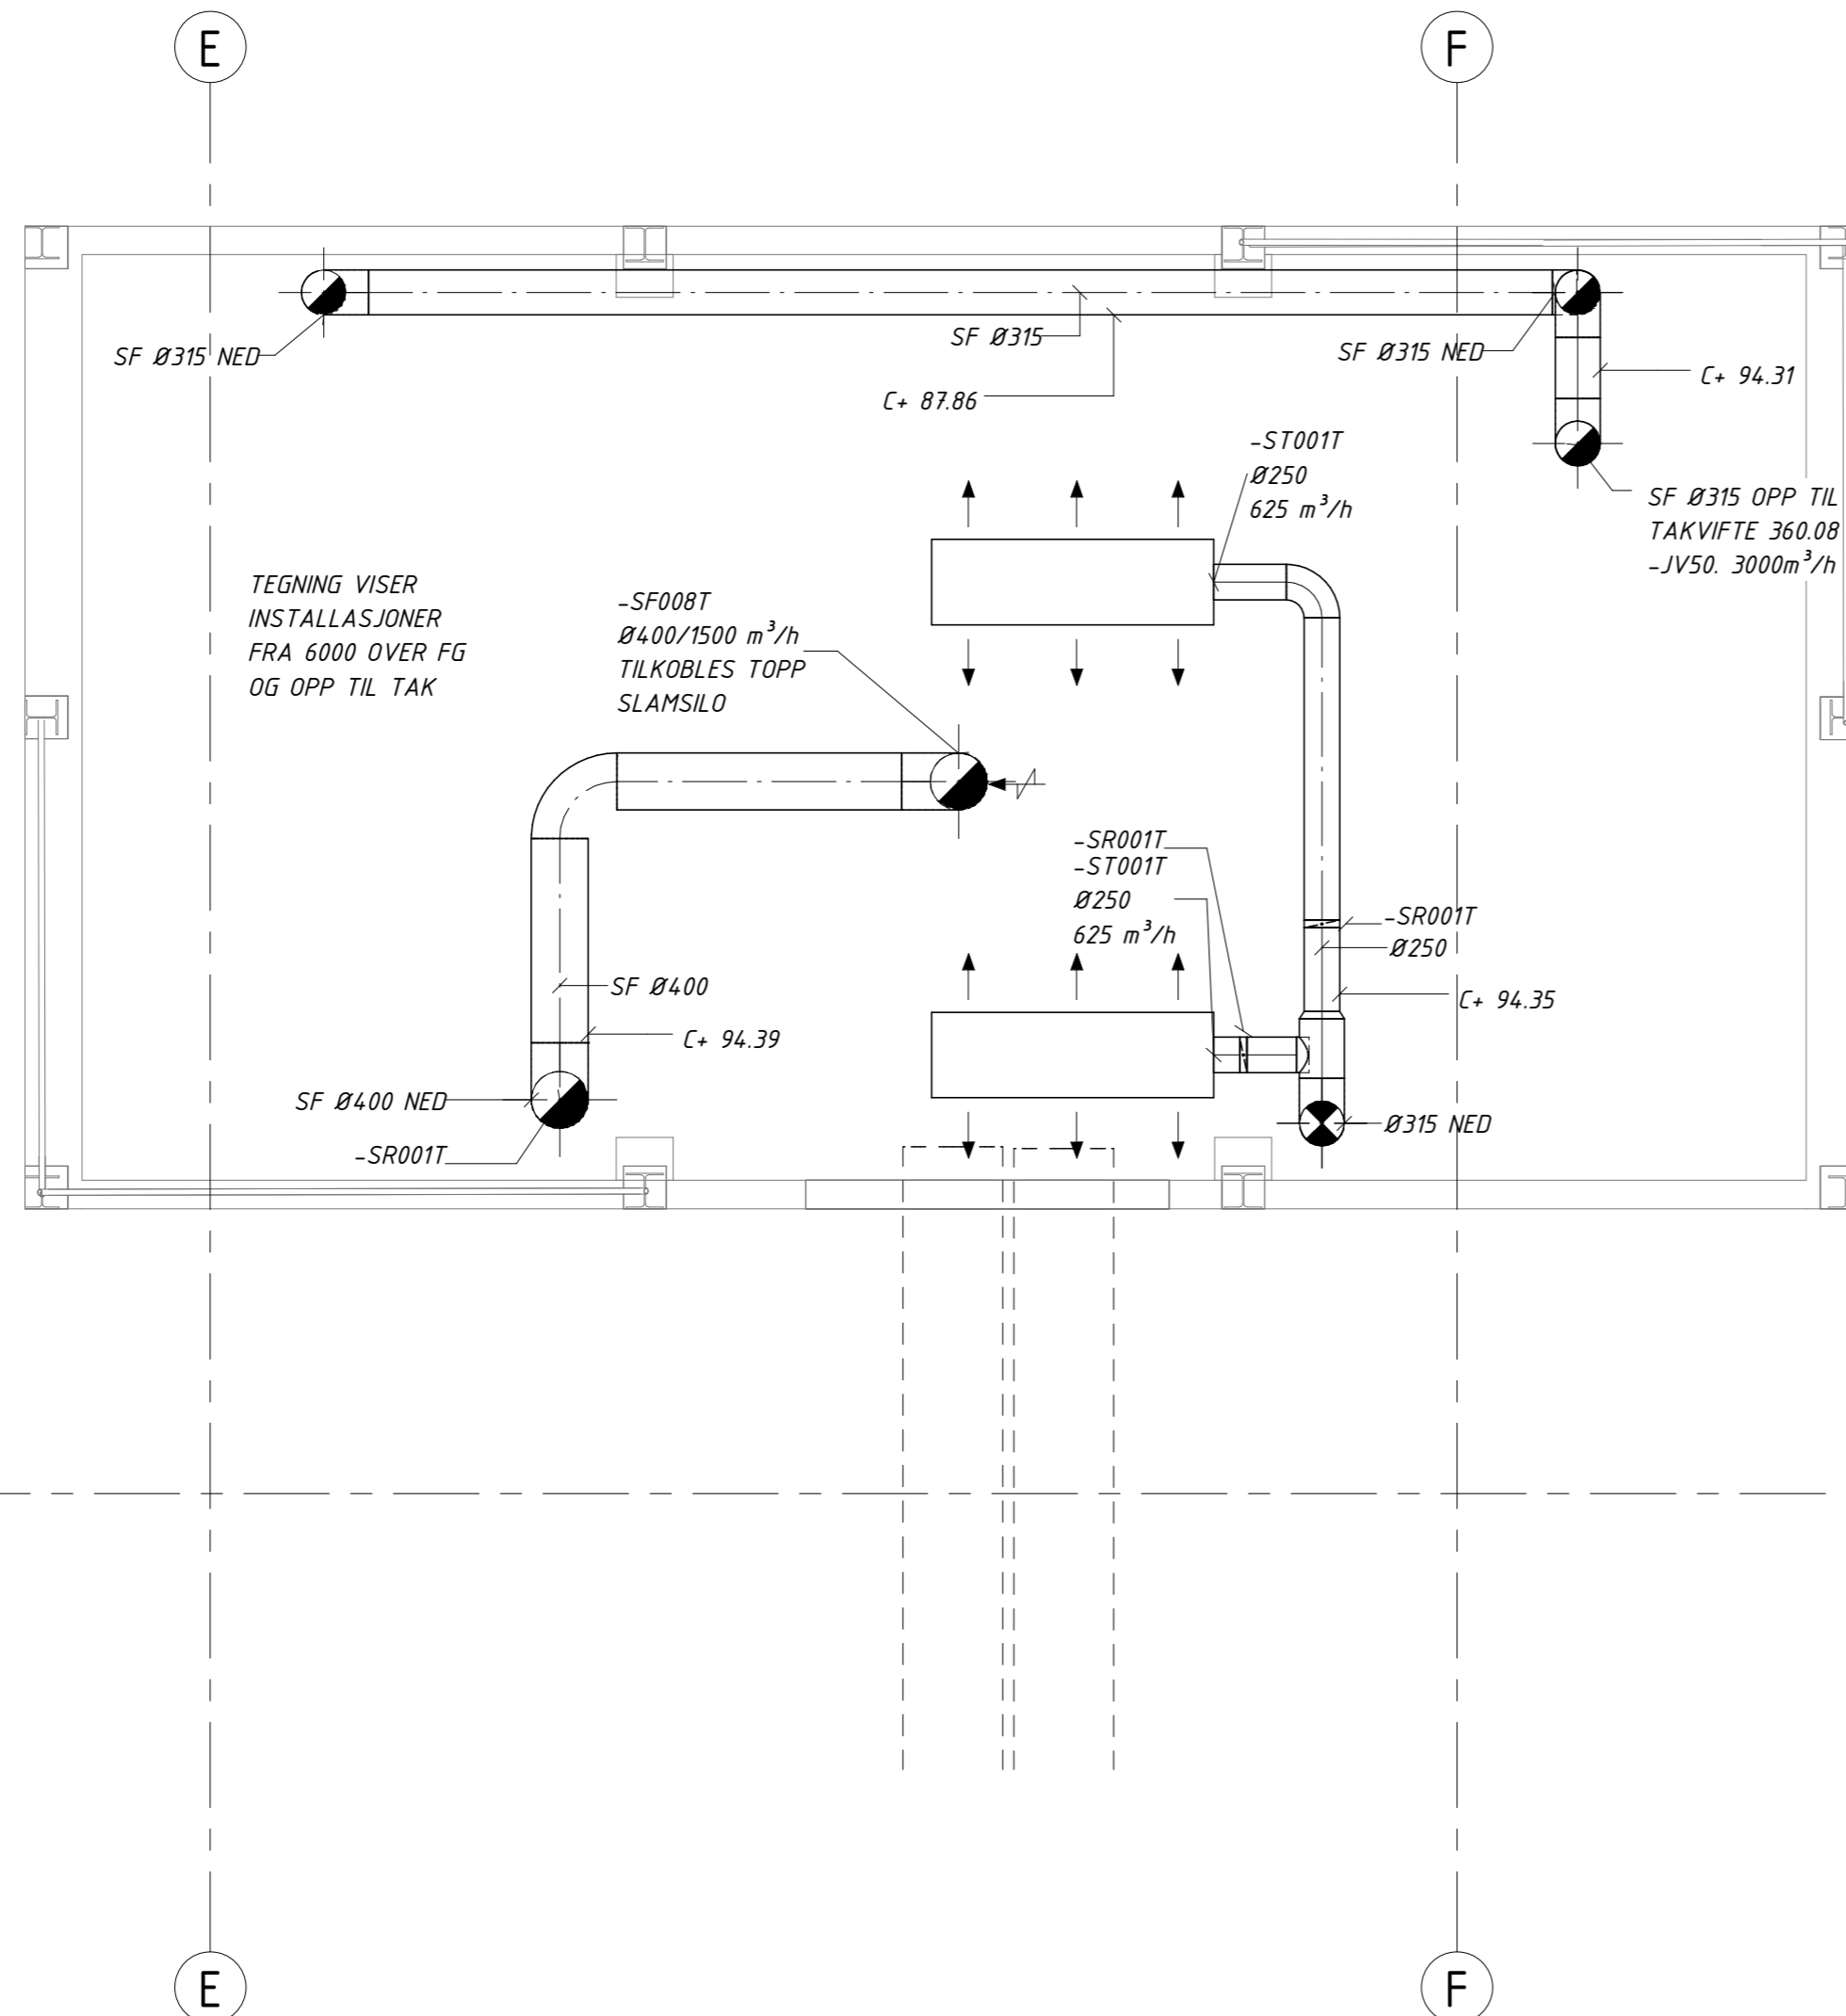 E
F
SF Ø315 NED
SF Ø315
SF Ø315 NED
C+ 94.31
C+ 87.86
-ST001T
Ø250
625 m³/h
SF Ø315 OPP TIL
TAKVIFTE 360.08
-JV50. 3000m³/h
TEGNING VISER
INSTALLASJONER
FRA 6000 OVER FG
OG OPP TIL TAK
-SF008T
Ø400/1500 m³/h
TILKOBLES TOPP
SLAMSILO
-SR001T
-ST001T
Ø250
625 m³/h
-SR001T
Ø250
SF Ø400
C+ 94.35
C+ 94.39
SF Ø400 NED
Ø315 NED
-SR001T
E
F